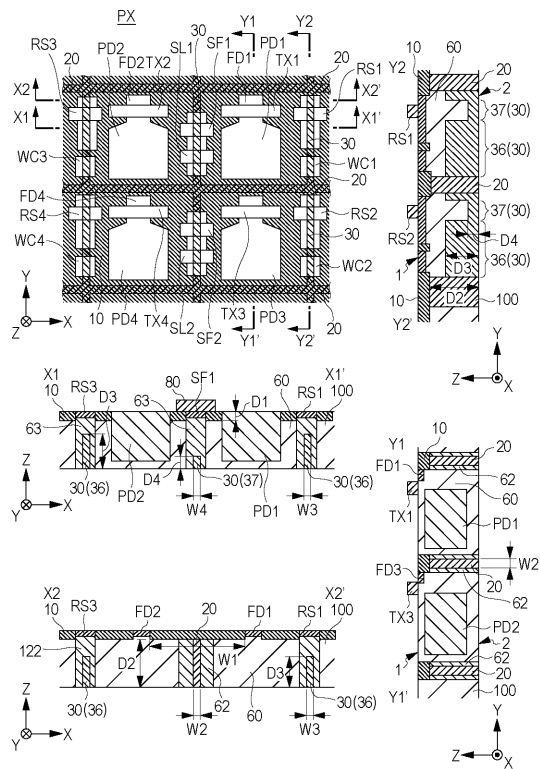 PX
Y1 Y2
PD2 SL1 30 PD1
RS3 FD2 TX2 SF1 FD1 TX1 20
20 RS1
X2 X2'
X1 X1'
30
WC3 WC1
20
FD4
RS4 RS2
30
WC4
WC2
10 PD4 TX4 SL2 SF2 TX3 PD3 20
Y1' Y2'
Y
Z X
10 60
Y2 20
2
37(30)
RS1
36(30)
20
37(30)
RS2
D4
D3
1 36(30)
10 D2 100
Y2'
Y
Z X
X1 RS3 63 80 SF1 D1 60 X1'
10 D3 RS1 100
63
30(36) PD2 D4 30(37) PD1 30(36)
W4 W3
Z
Y X
X2 X2'
10 RS3 FD2 20 FD1 RS1 100
122
D2 W1 D3
30(36) 62 60 30(36)
W2 W3
Z
Y X
Y1 10
20
FD1 62
60
TX1 PD1
FD3 W2
20
TX3 62
PD2
2
1 62
20
Y1' 100
Y
Z X